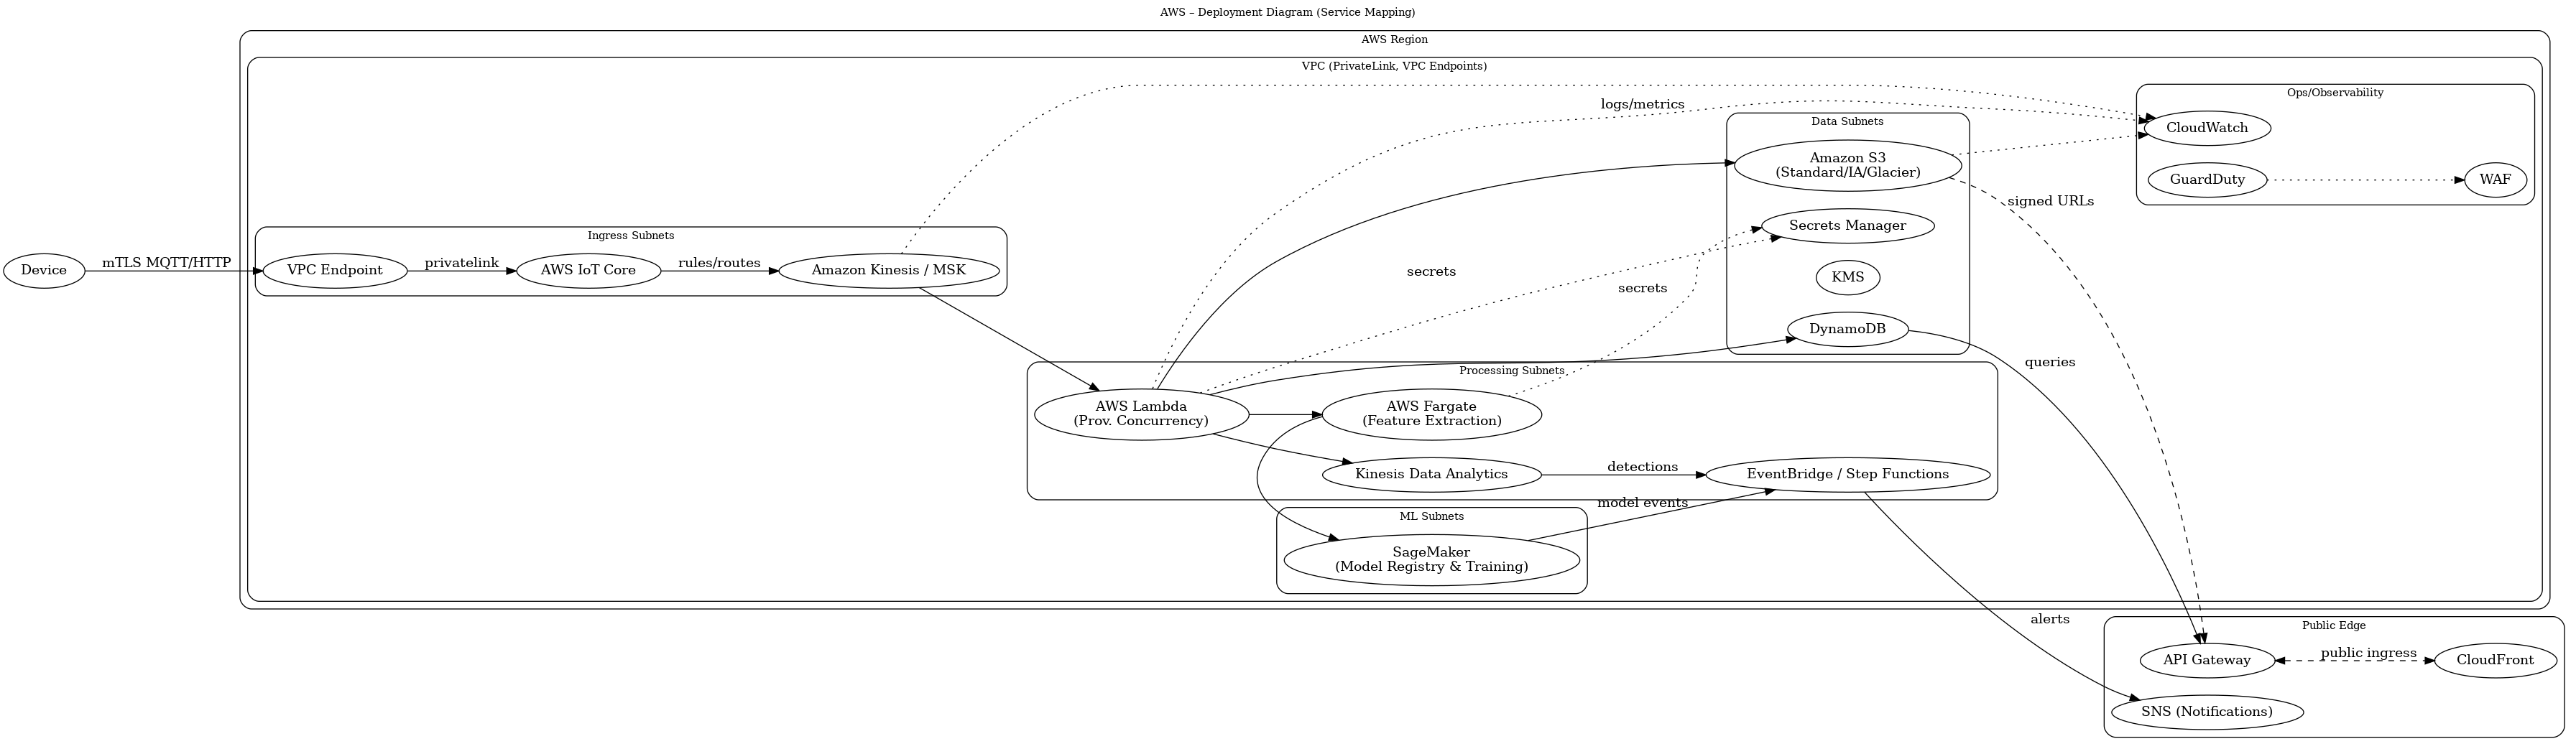 AWS – Deployment Diagram (Service Mapping)
AWS Region
VPC (PrivateLink, VPC Endpoints)
Ops/Observability
logs/metrics
Data Subnets
CloudWatch
Amazon S3
(Standard/IA/Glacier)
GuardDuty
WAF
signed URLs
Secrets Manager
Ingress Subnets
Device
mTLS MQTT/HTTP
VPC Endpoint
privatelink
AWS IoT Core
rules/routes
Amazon Kinesis / MSK
secrets
secrets
KMS
DynamoDB
queries
Processing Subnets
AWS Lambda
(Prov. Concurrency)
AWS Fargate
(Feature Extraction)
Kinesis Data Analytics
detections
EventBridge / Step Functions
model events
ML Subnets
SageMaker
(Model Registry & Training)
alerts
Public Edge
API Gateway
public ingress
CloudFront
SNS (Notifications)